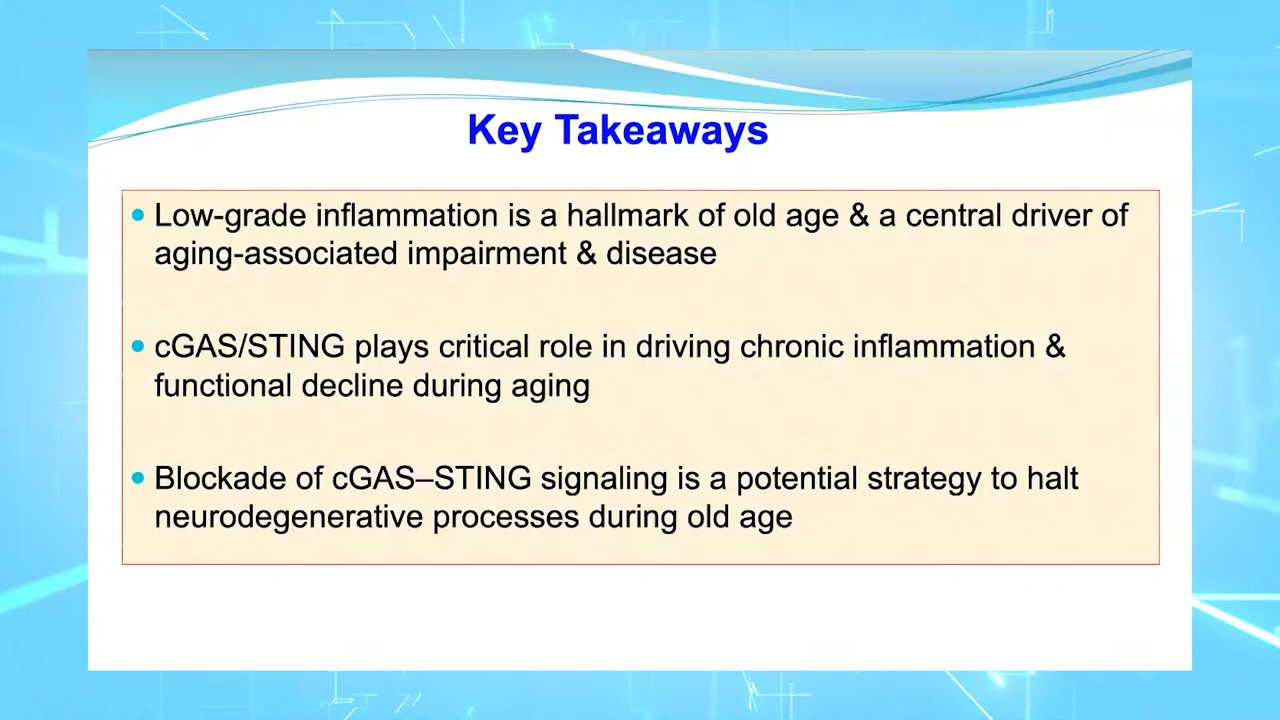 Key Takeaways
• Low-grade inflammation is a hallmark of old age & a central driver of
aging-associated impairment & disease
• cGAS/STING plays critical role in driving chronic inflammation &
functional decline during aging
• Blockade of cGAS–STING signaling is a potential strategy to halt
neurodegenerative processes during old age